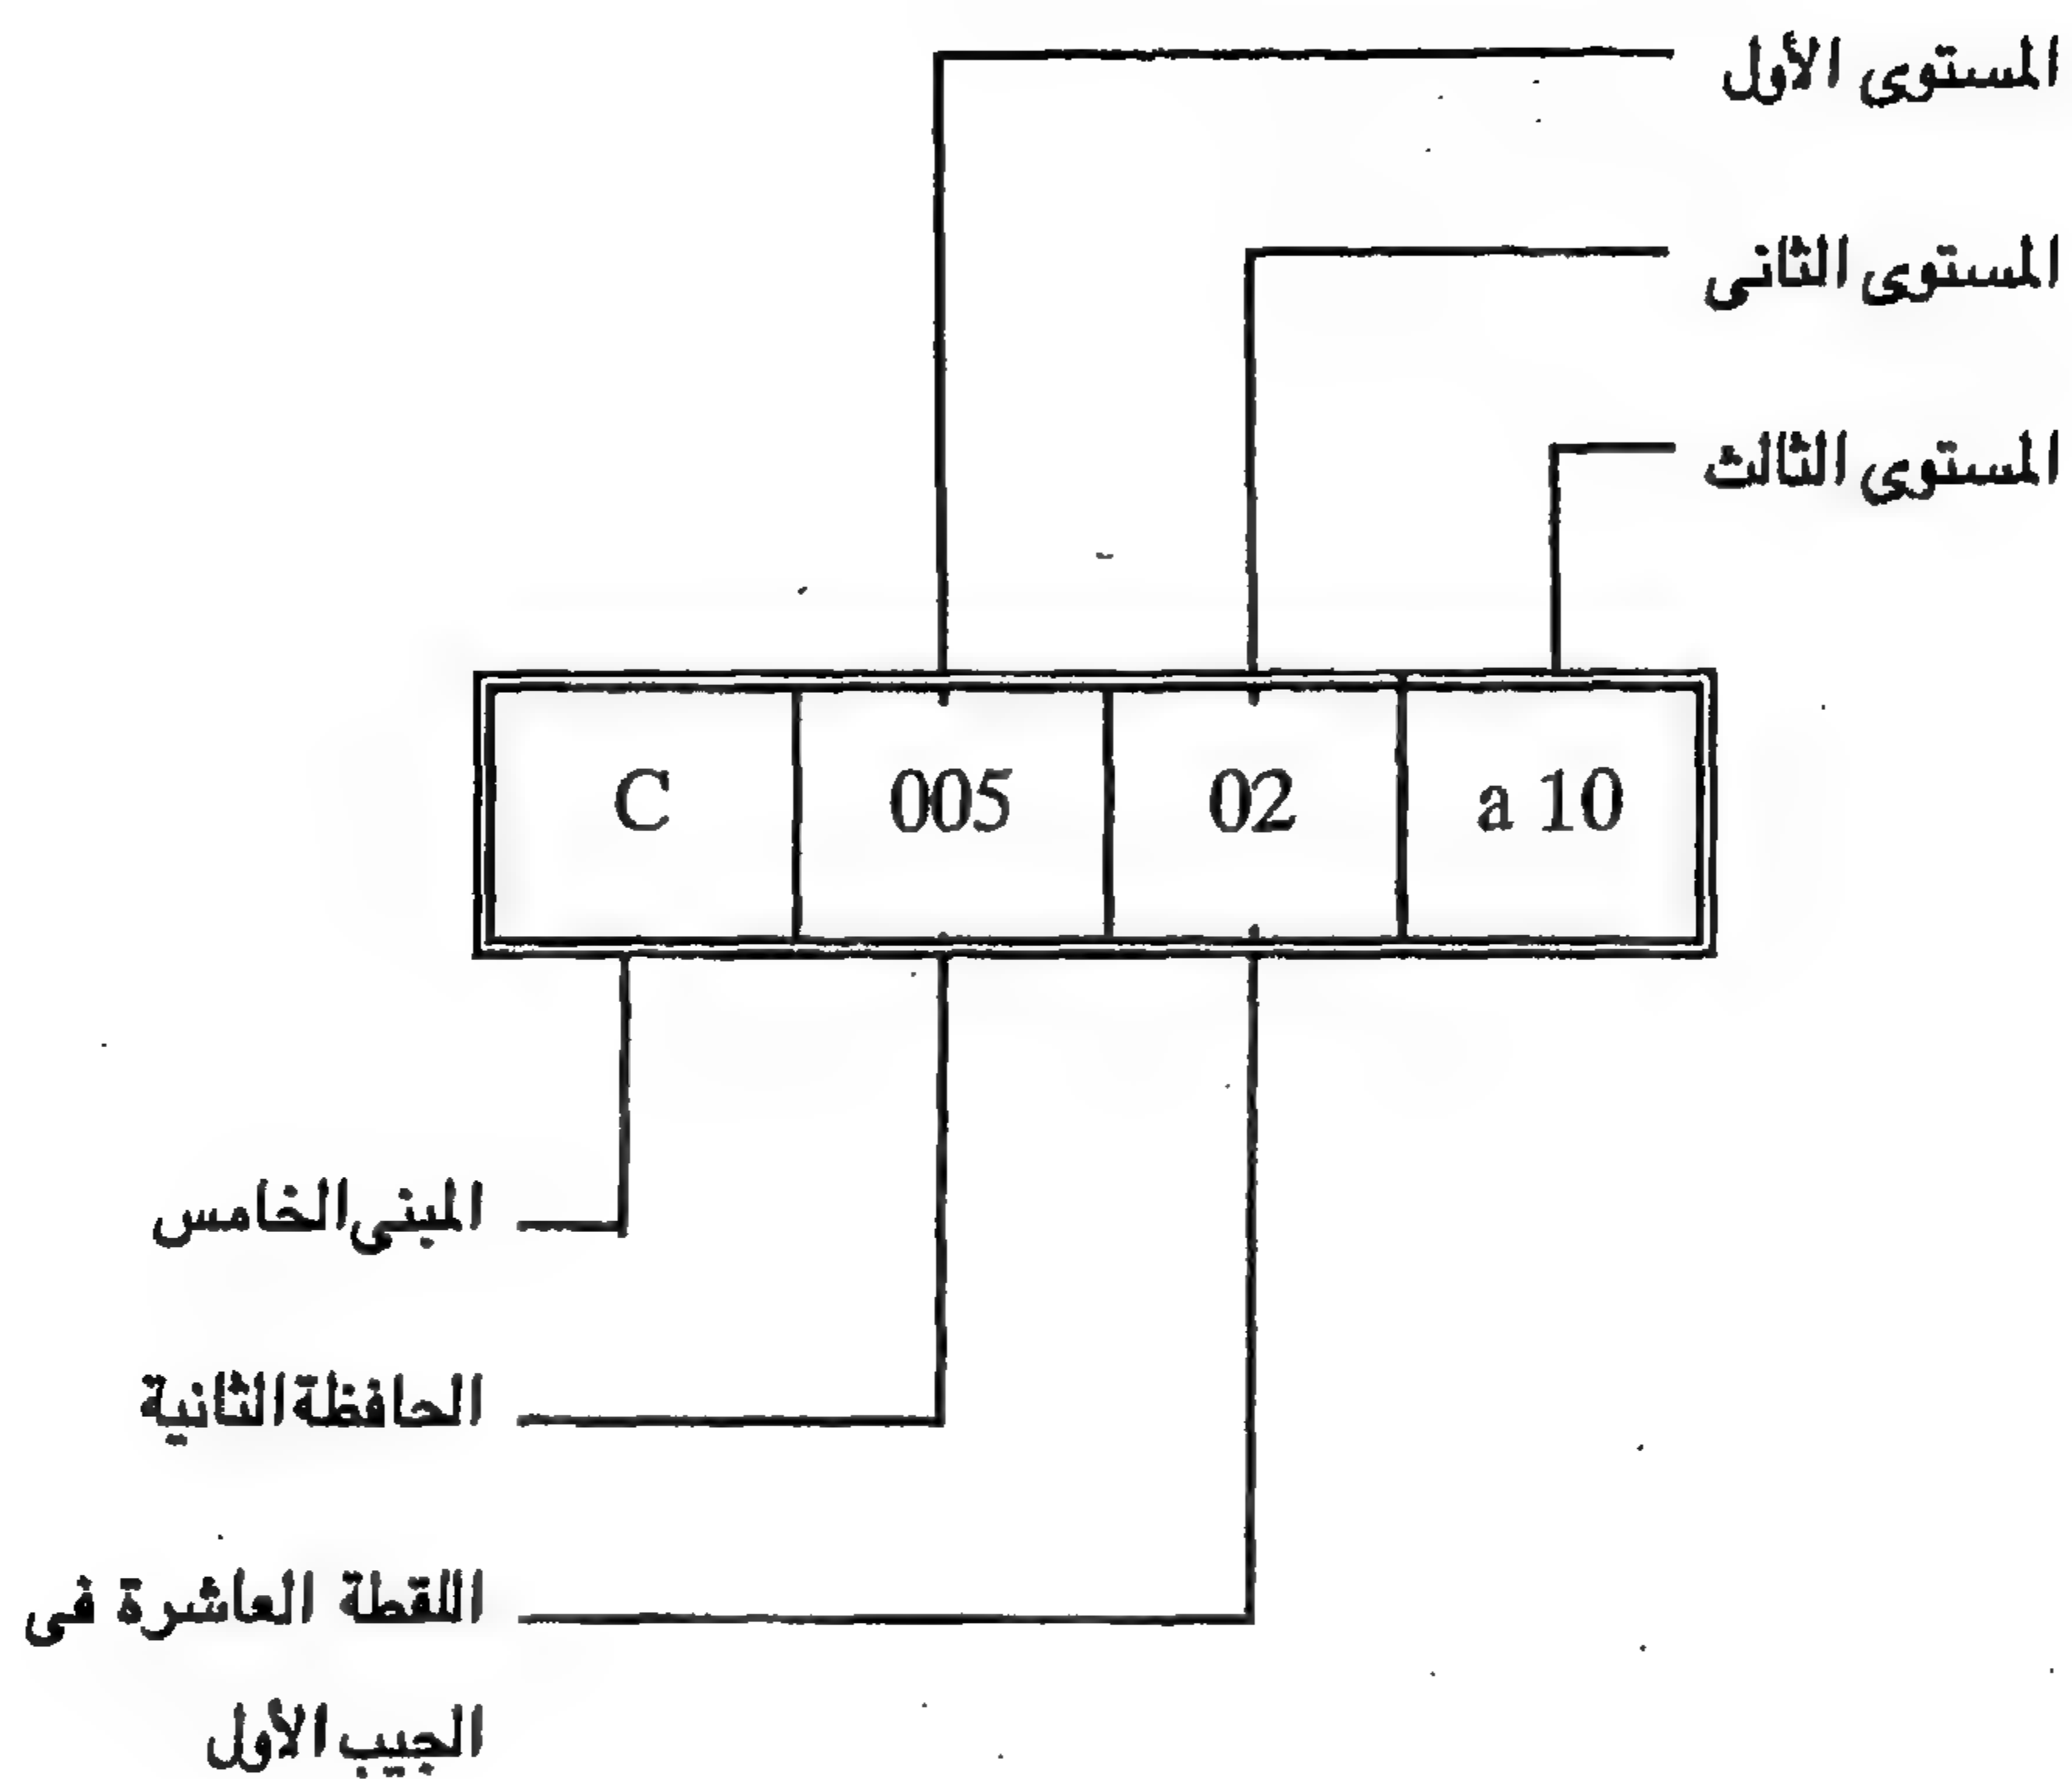 المستوى الأول
المستوى الثانى
المستوى الثالث
C 005 02 a 10
المبنى الخامس
الحافظة الثانية
اللقطة العاشرة فى
الجيب الأول